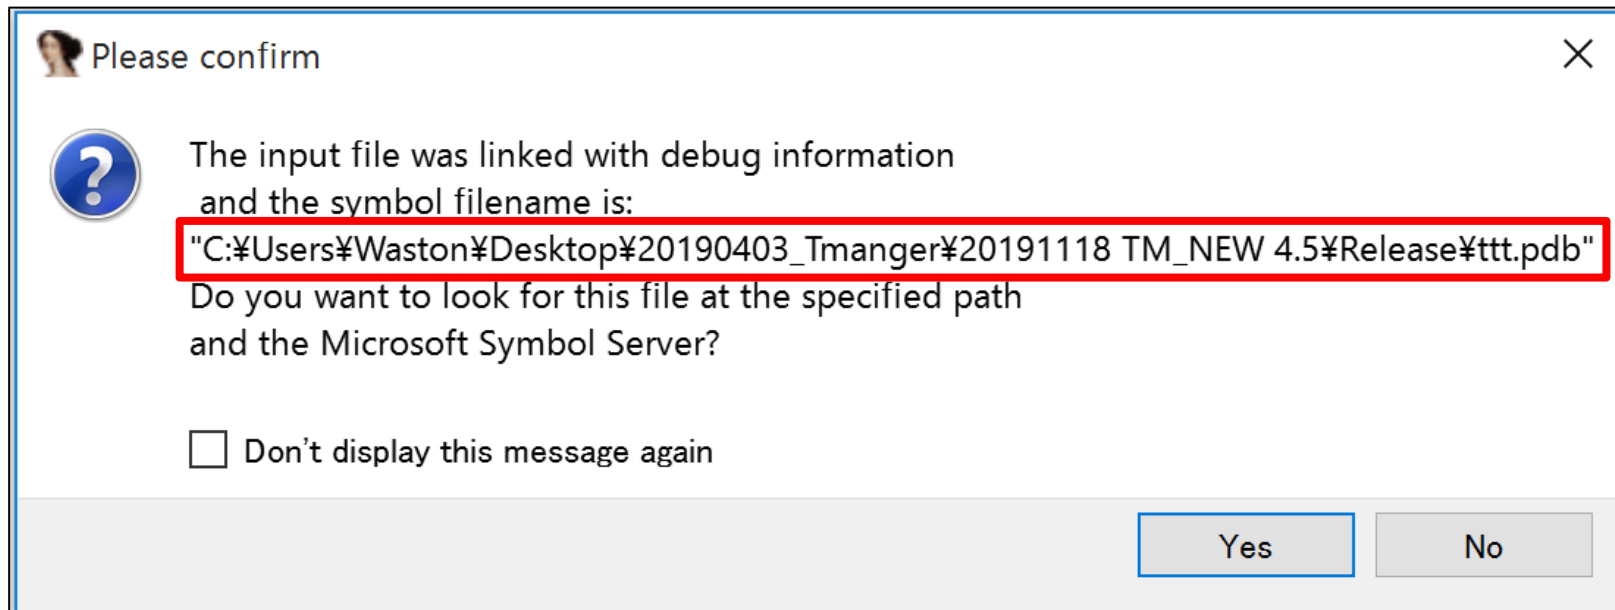 Please confirm
The input file was linked with debug information
and the symbol filename is:
"C:¥Users¥Waston¥Desktop¥20190403_Tmanger¥20191118 TM_NEW 4.5¥Release¥ttt.pdb"
Do you want to look for this file at the specified path
and the Microsoft Symbol Server?
Don't display this message again
Yes No